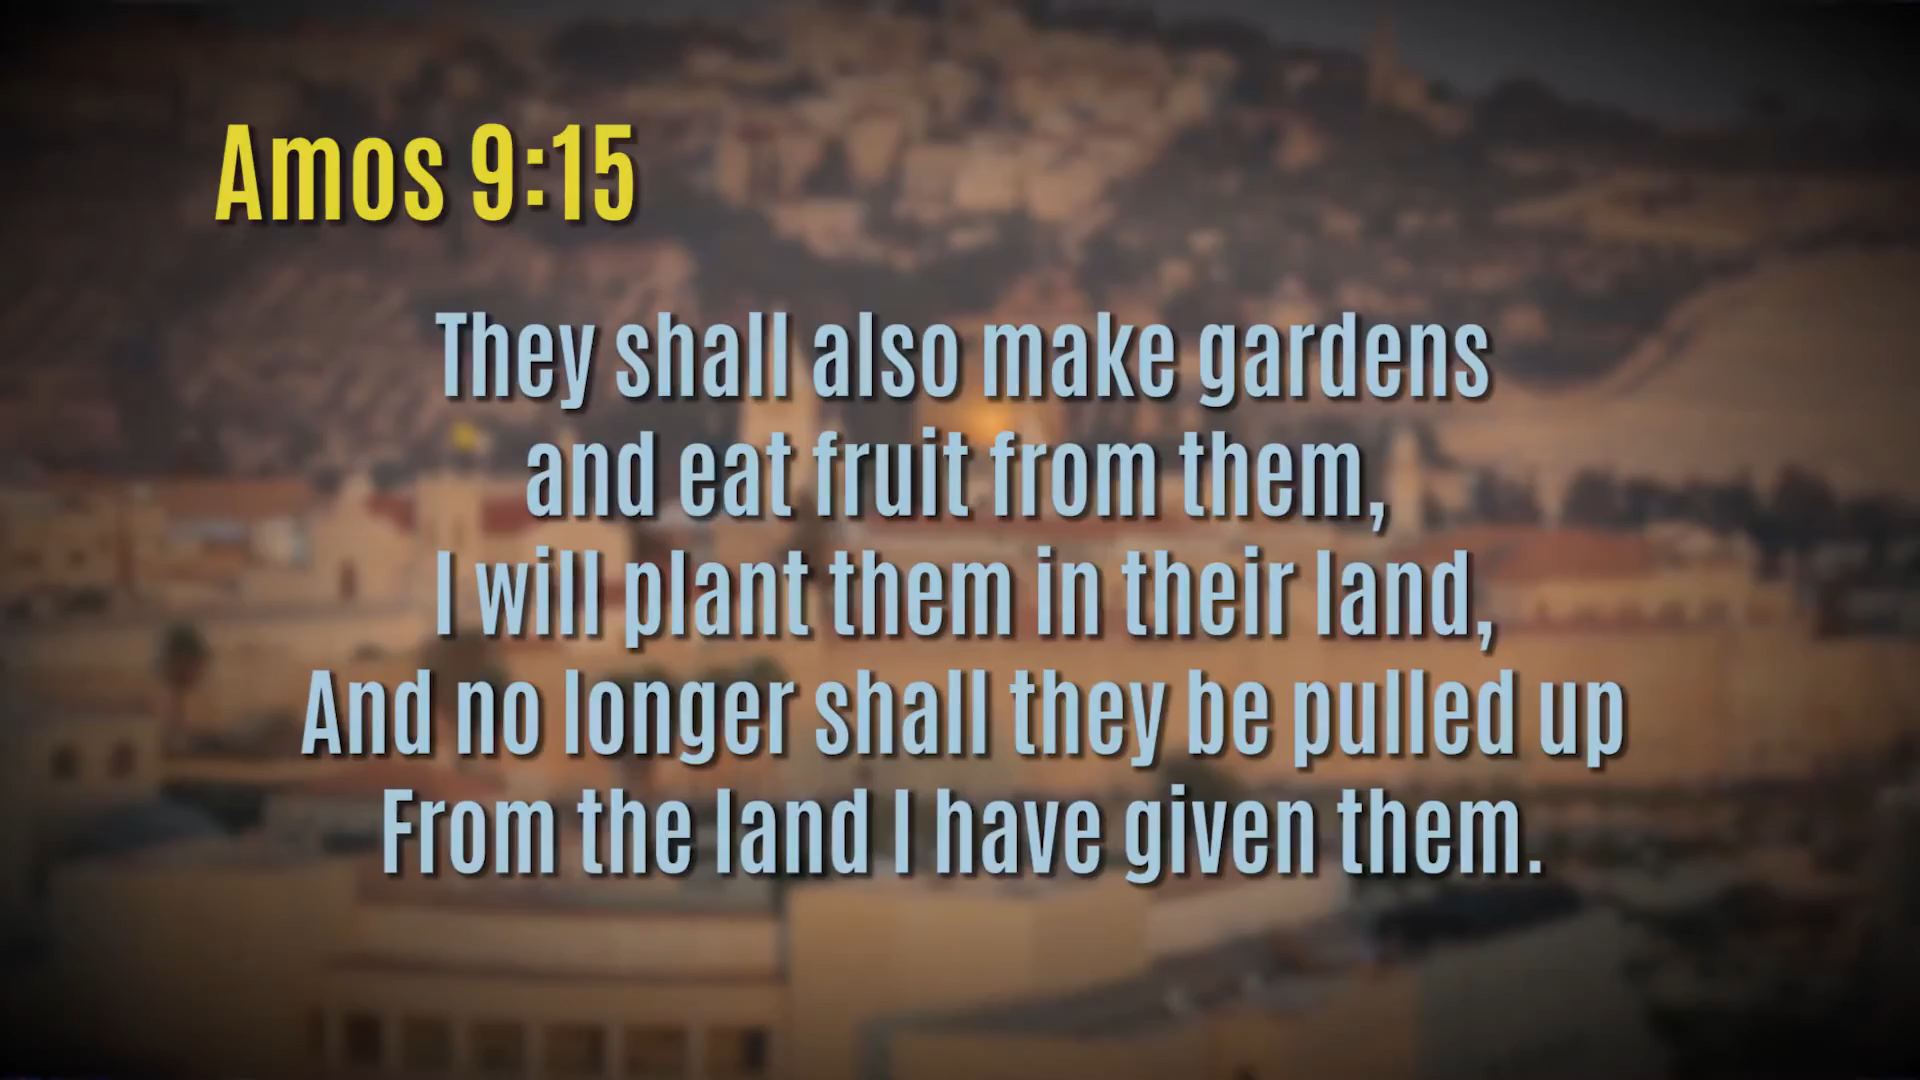 Amos 9:15
They shall also make gardens
and eat fruit from them,
I will plant them in their land,
And no longer shall they be pulled up
From the land I have given them.